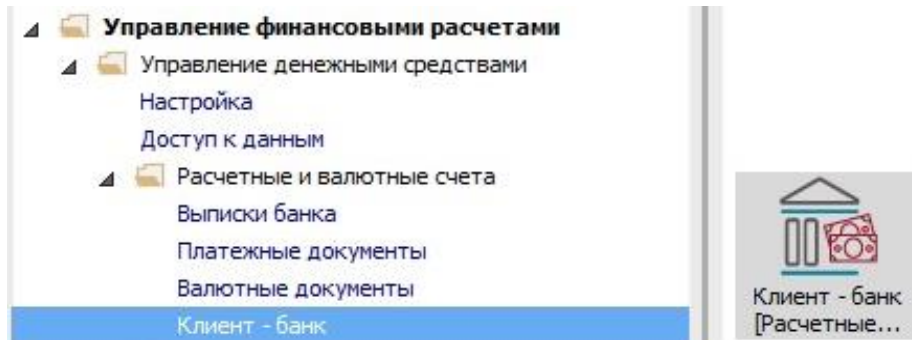 Управление финансовыми расчетами
Управление денежными средствами
Настройка
Доступ к данным
Расчетные и валютные счета
Выписки банка
Платежные документы
Валютные документы
Клиент - банк
Клиент - банк
[Расчетные...